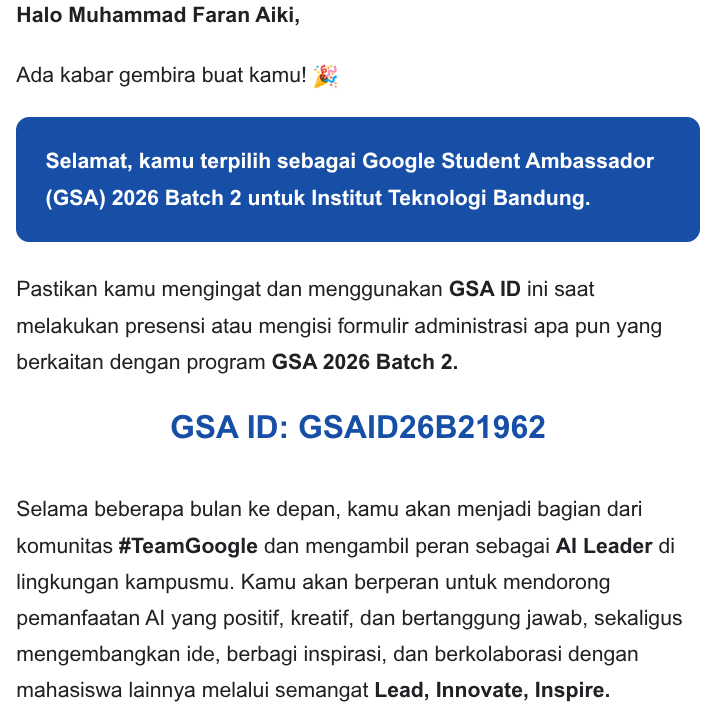 Halo Muhammad Faran Aiki,
Ada kabar gembira buat kamu! 🎉
Selamat, kamu terpilih sebagai Google Student Ambassador
(GSA) 2026 Batch 2 untuk Institut Teknologi Bandung.
Pastikan kamu mengingat dan menggunakan GSA ID ini saat
melakukan presensi atau mengisi formulir administrasi apa pun yang
berkaitan dengan program GSA 2026 Batch 2.
GSA ID: GSAID26B21962
Selama beberapa bulan ke depan, kamu akan menjadi bagian dari
komunitas #TeamGoogle dan mengambil peran sebagai AI Leader di
lingkungan kampusmu. Kamu akan berperan untuk mendorong
pemanfaatan AI yang positif, kreatif, dan bertanggung jawab, sekaligus
mengembangkan ide, berbagi inspirasi, dan berkolaborasi dengan
mahasiswa lainnya melalui semangat Lead, Innovate, Inspire.